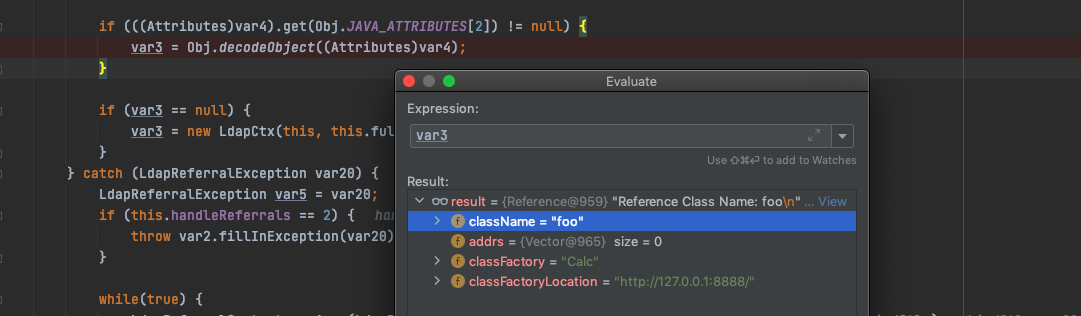 if (((Attributes)var4).get(Obj.JAVA_ATTRIBUTES[2]) != null) {
var3 = Obj.decodeObject((Attributes)var4);
}
if (var3 == null) {
var3 = new LdapCtx(this, this.ful
}
} catch (LdapReferralException var20) {
LdapReferralException var5 = var20;
if (this.handleReferrals == 2) {
throw var2.fillInException(var20)
}
while(true) {
Evaluate
Expression:
var3
Use ⇧⌘⏎ to add to Watches
Result:
result = {Reference@959} "Reference Class Name: foo\n" ... View
f className = "foo"
f addrs = {Vector@965} size = 0
f classFactory = "Calc"
f classFactoryLocation = "http://127.0.0.1:8888/"